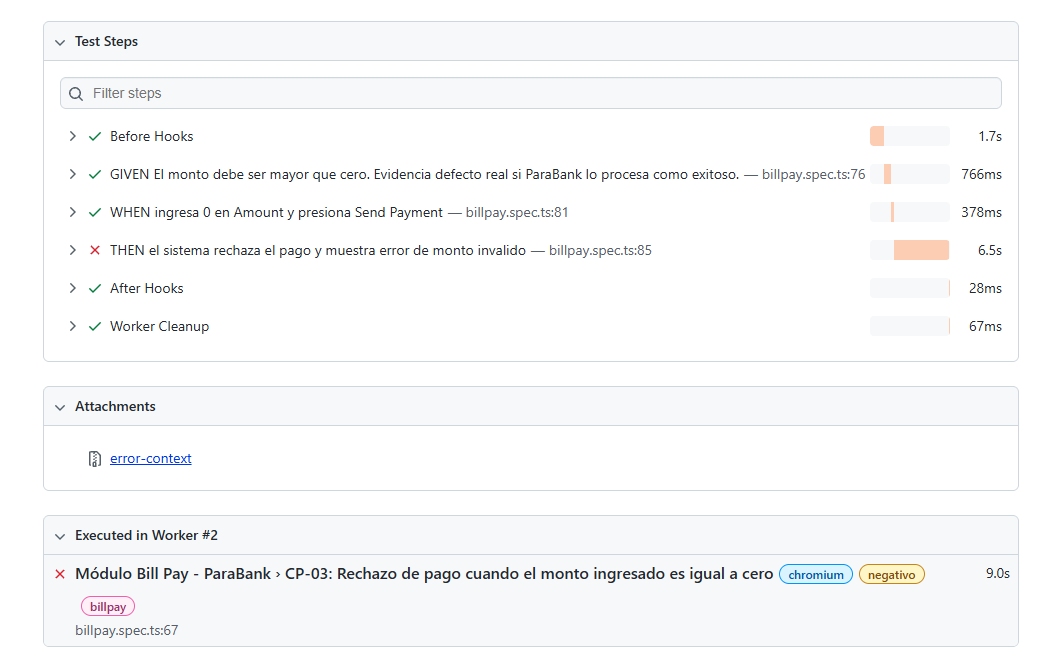 Test Steps
Filter steps
Before Hooks 1.7s
GIVEN El monto debe ser mayor que cero. Evidencia defecto real si ParaBank lo procesa como exitoso. — billpay.spec.ts:76 766ms
WHEN ingresa 0 en Amount y presiona Send Payment — billpay.spec.ts:81 378ms
THEN el sistema rechaza el pago y muestra error de monto invalido — billpay.spec.ts:85 6.5s
After Hooks 28ms
Worker Cleanup 67ms
Attachments
error-context
Executed in Worker #2
Módulo Bill Pay - ParaBank › CP-03: Rechazo de pago cuando el monto ingresado es igual a cero chromium negativo 9.0s
billpay
billpay.spec.ts:67